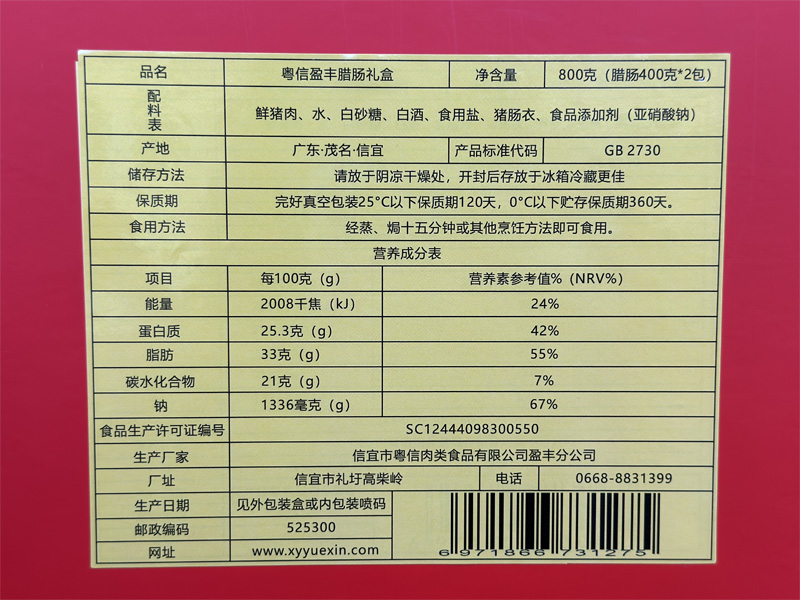 品名 粤信盈丰腊肠礼盒 净含量 800克（腊肠400克*2包）
配料表 鲜猪肉、水、白砂糖、白酒、食用盐、猪肠衣、食品添加剂（亚硝酸钠）
产地 广东·茂名·信宜 产品标准代码 GB 2730
储存方法 请放于阴凉干燥处，开封后存放于冰箱冷藏更佳
保质期 完好真空包装25°C以下保质期120天，0°C以下贮存保质期360天。
食用方法 经蒸、焗十五分钟或其他烹饪方法即可食用。
营养成分表
项目 每100克（g） 营养素参考值%（NRV%）
能量 2008千焦（kJ） 24%
蛋白质 25.3克（g） 42%
脂肪 33克（g） 55%
碳水化合物 21克（g） 7%
钠 1336毫克（g） 67%
食品生产许可证编号 SC12444098300550
生产厂家 信宜市粤信肉类食品有限公司盈丰分公司
厂址 信宜市礼圩高柴岭 电话 0668-8831399
生产日期 见外包装盒或内包装喷码
邮政编码 525300
网址 www.xyyuexin.com
6 971866 731275